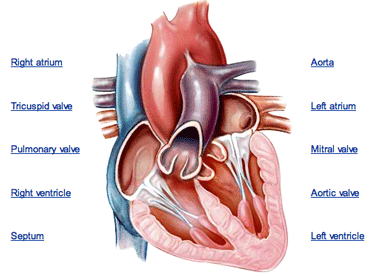 Right atrium
Tricuspid valve
Pulmonary valve
Right ventricle
Septum
Aorta
Left atrium
Mitral valve
Aortic valve
Left ventricle